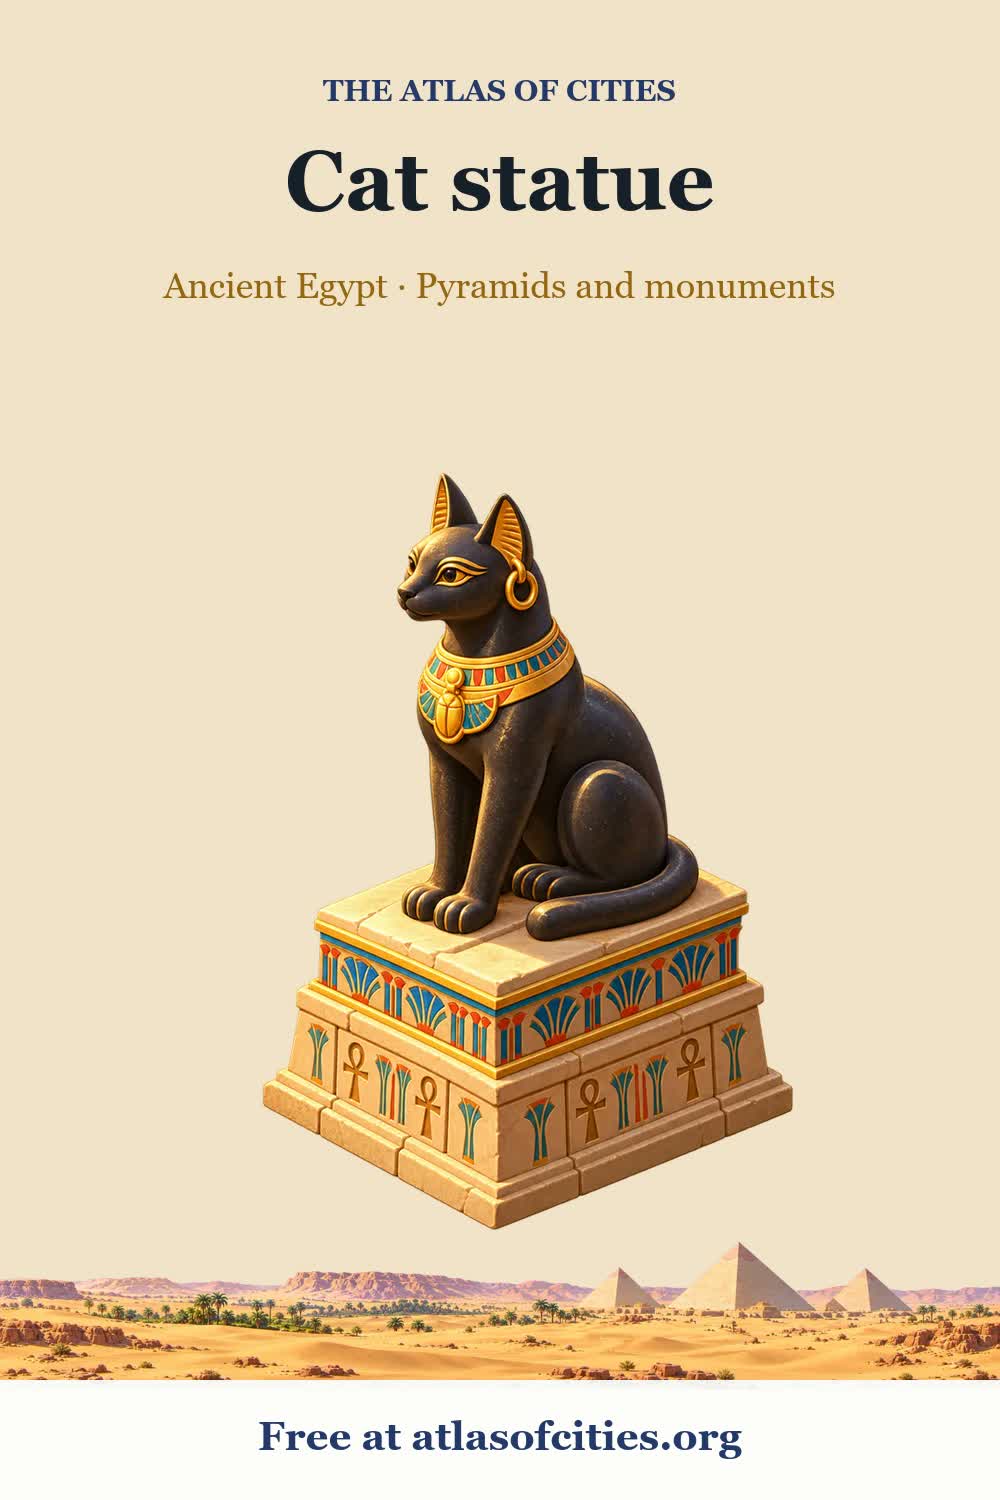 THE ATLAS OF CITIES
Cat statue
Ancient Egypt · Pyramids and monuments
Free at atlasofcities.org